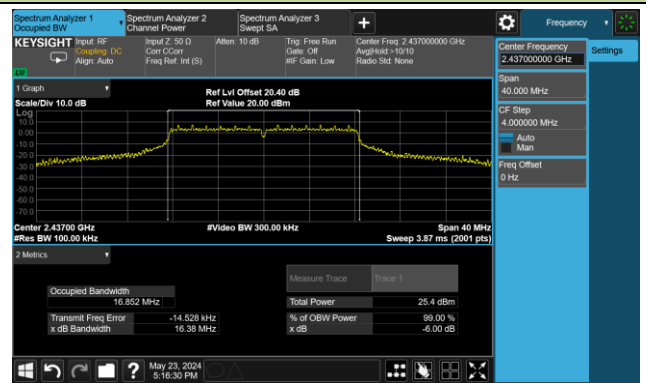 Spectrum Analyzer 1
Occupied BW
Spectrum Analyzer 2
Channel Power
Spectrum Analyzer 3
Swept SA
+
Frequency
KEYSIGHT
Input: RF
Coupling: DC
Align: Auto
Input Z: 50 Ω
Corr CCorr
Freq Ref: Int (S)
Atten: 10 dB
Trig: Free Run
Gate: Off
#IF Gain: Low
Center Freq: 2.437000000 GHz
Avg|Hold:>10/10
Radio Std: None
Center Frequency
2.437000000 GHz
Settings
Span
40.000 MHz
CF Step
4.000000 MHz
Auto
Man
Freq Offset
0 Hz
1 Graph
Scale/Div 10.0 dB
Ref Lvl Offset 20.40 dB
Ref Value 20.00 dBm
Log
10.0
0.00
-10.0
-20.0
-30.0
-40.0
-50.0
-60.0
-70.0
Center 2.43700 GHz
#Res BW 100.00 kHz
#Video BW 300.00 kHz
Span 40 MHz
Sweep 3.87 ms (2001 pts)
2 Metrics
Measure Trace
Trace 1
Occupied Bandwidth
16.852 MHz
Total Power
25.4 dBm
Transmit Freq Error
-14.528 kHz
% of OBW Power
99.00 %
x dB Bandwidth
16.38 MHz
x dB
-6.00 dB
?
May 23, 2024
5:16:30 PM